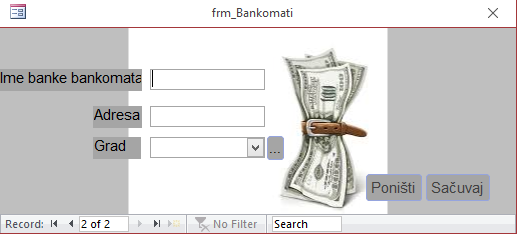 frm_Bankomati
Ime banke bankomata
Adresa
Grad ...
Poništi Sačuvaj
Record: 2 of 2 No Filter Search